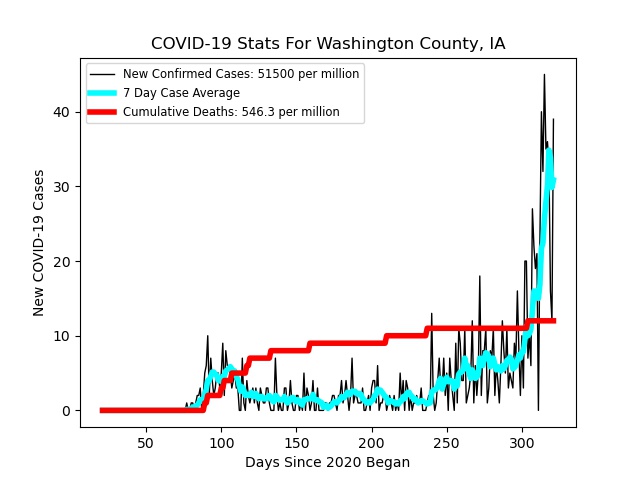 COVID-19 Stats For Washington County, IA
New Confirmed Cases: 51500 per million
7 Day Case Average
Cumulative Deaths: 546.3 per million
40
30
20
10
0
New COVID-19 Cases
50 100 150 200 250 300
Days Since 2020 Began